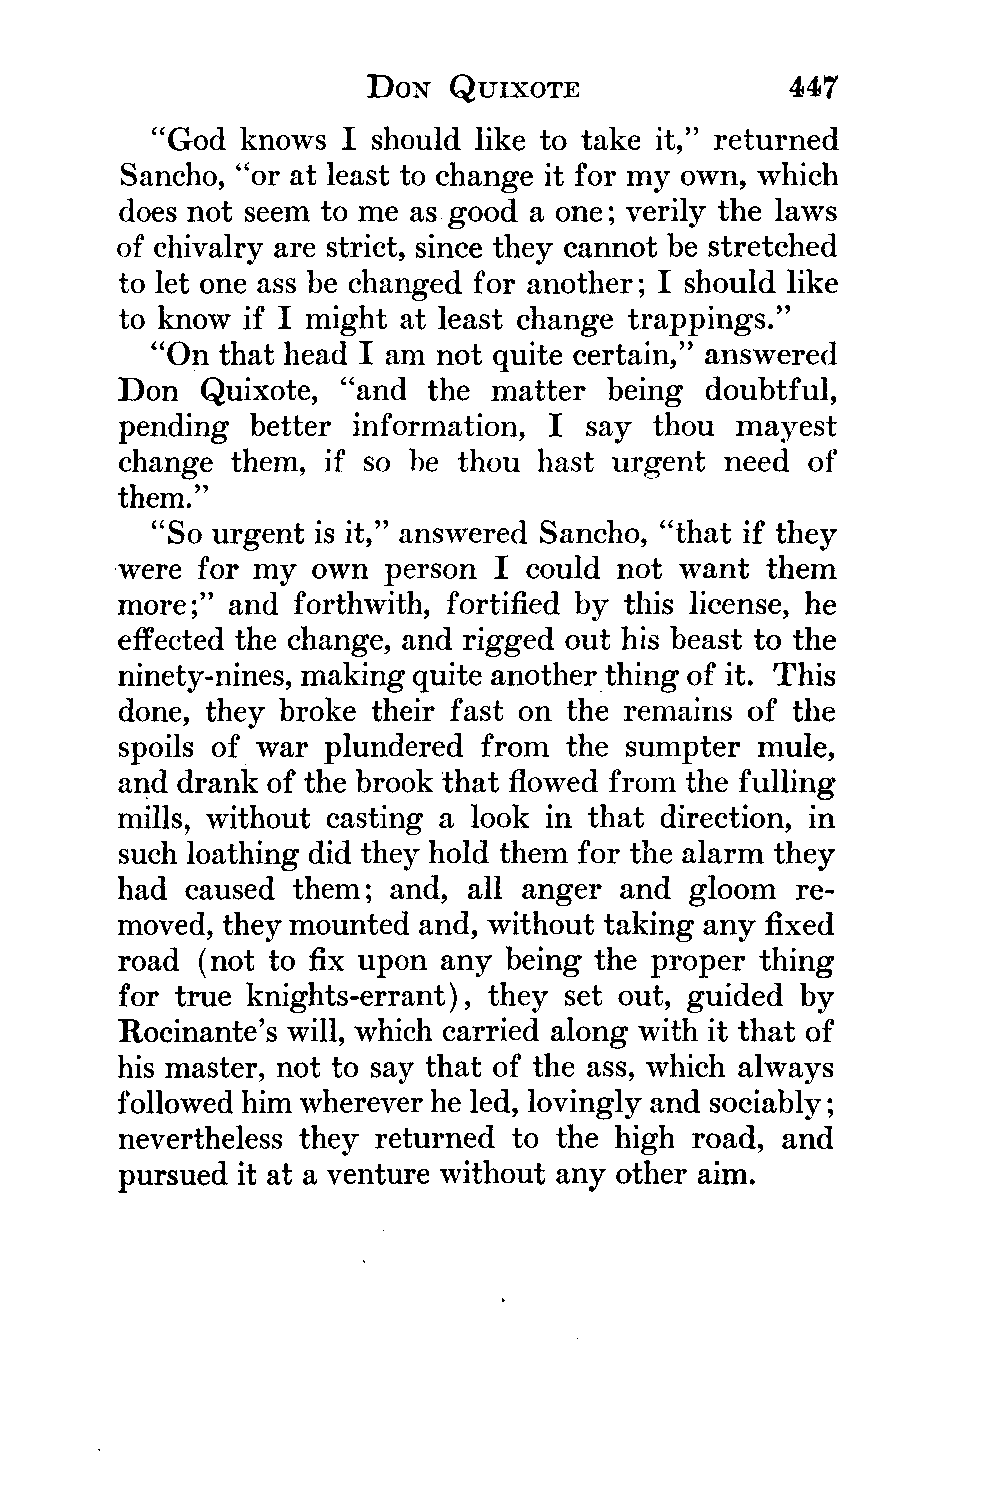 DON QUIXOTE 447
"God knows I should like to take it," returned
Sancho, "or at least to change it for my own, which
does not seem to me as good a one; verily the laws
of chivalry are strict, since they cannot be stretched
to let one ass be changed for another; I should like
to know if I might at least change trappings."
"On that head I am not quite certain," answered
Don Quixote, "and the matter being doubtful,
pending better information, I say thou mayest
change them, if so be thou hast urgent need of
them."
"So urgent is it," answered Sancho, "that if they
were for my own person I could not want them
more;" and forthwith, fortified by this license, he
effected the change, and rigged out his beast to the
ninety-nines, making quite another thing of it. This
done, they broke their fast on the remains of the
spoils of war plundered from the sumpter mule,
and drank of the brook that flowed from the fulling
mills, without casting a look in that direction, in
such loathing did they hold them for the alarm they
had caused them; and, all anger and gloom re-
moved, they mounted and, without taking any fixed
road (not to fix upon any being the proper thing
for true knights-errant), they set out, guided by
Rocinante's will, which carried along with it that of
his master, not to say that of the ass, which always
followed him wherever he led, lovingly and sociably;
nevertheless they returned to the high road, and
pursued it at a venture without any other aim.